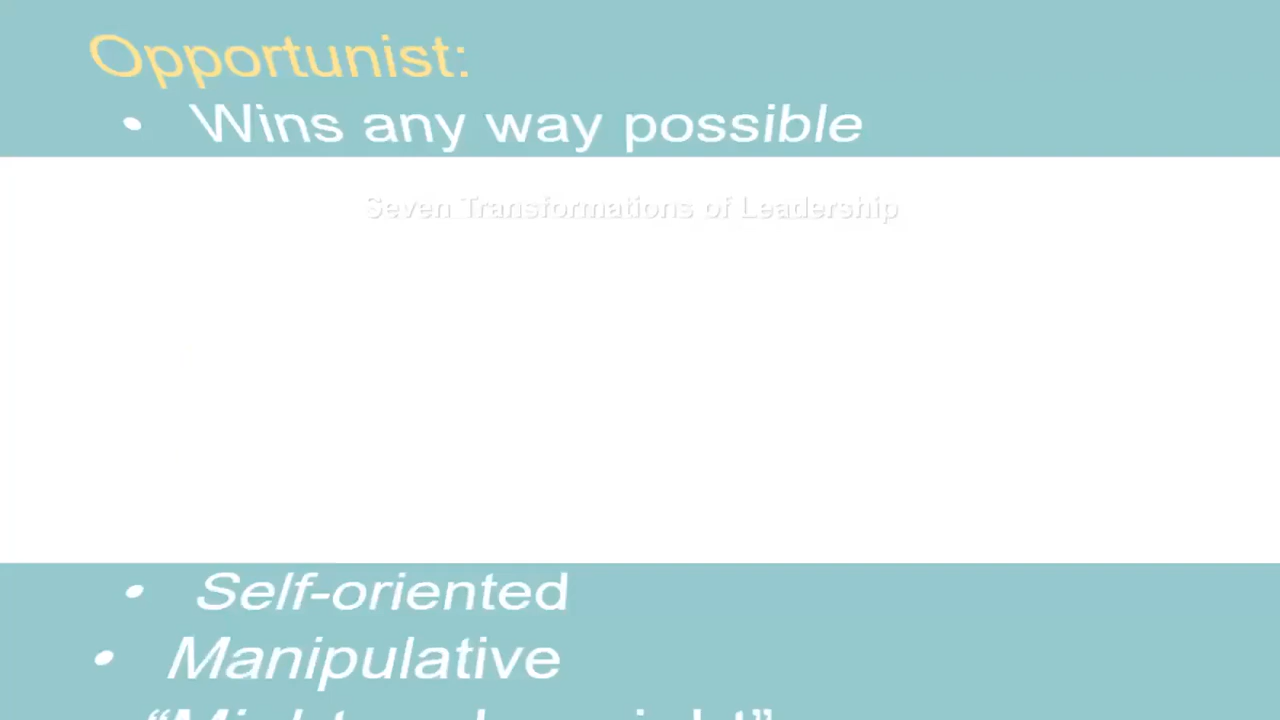 Opportunist:
• Wins any way possible
Seven Transformations of Leadership
• Self-oriented
• Manipulative